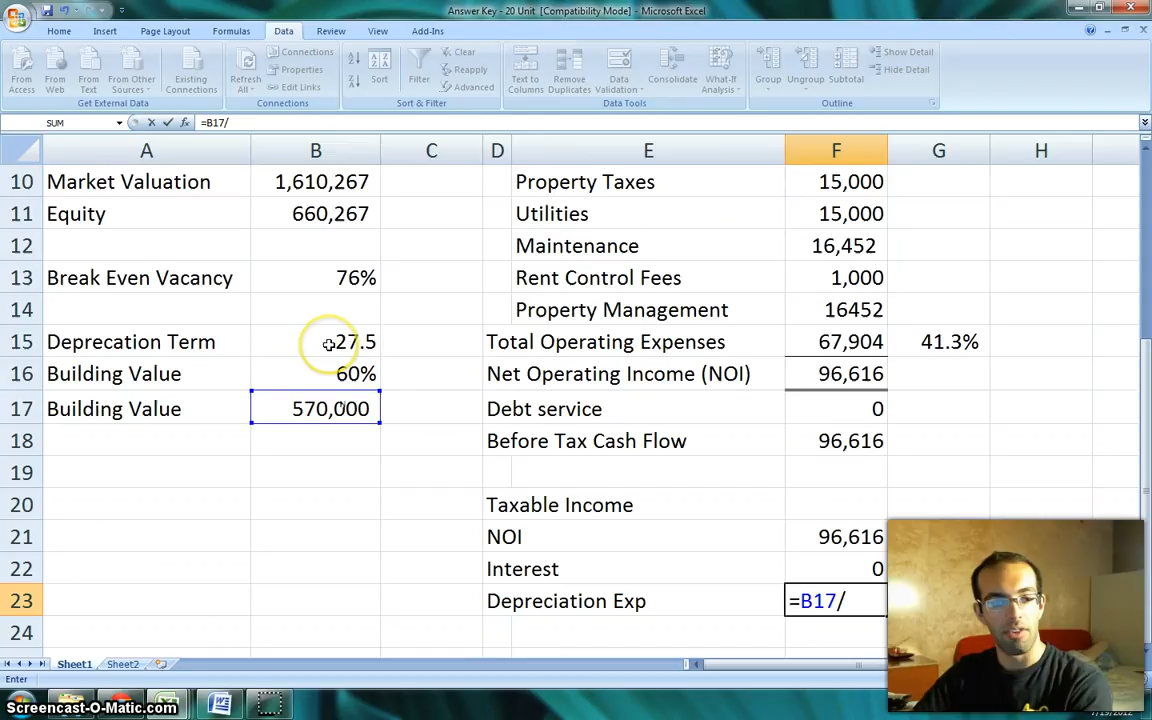 Answer Key - 20 Unit [Compatibility Mode] - Microsoft Excel
Home Insert Page Layout Formulas Data Review View Add-Ins
From Access From Web From Text From Other Sources Existing Connections
Get External Data
Refresh All Connections Properties Edit Links
Connections
Sort Filter Clear Reapply Advanced
Sort & Filter
Text to Columns Remove Duplicates Data Validation Consolidate What-If Analysis
Data Tools
Group Ungroup Subtotal Show Detail Hide Detail
Outline
SUM fx =B17/
A B C D E F G H
10 Market Valuation 1,610,267 Property Taxes 15,000
11 Equity 660,267 Utilities 15,000
12 Maintenance 16,452
13 Break Even Vacancy 76% Rent Control Fees 1,000
14 Property Management 16452
15 Deprecation Term 27.5 Total Operating Expenses 67,904 41.3%
16 Building Value 60% Net Operating Income (NOI) 96,616
17 Building Value 570,000 Debt service 0
18 Before Tax Cash Flow 96,616
19
20 Taxable Income
21 NOI 96,616
22 Interest 0
23 Depreciation Exp =B17/
24
Sheet1 Sheet2
Enter
Screencast-O-Matic.com